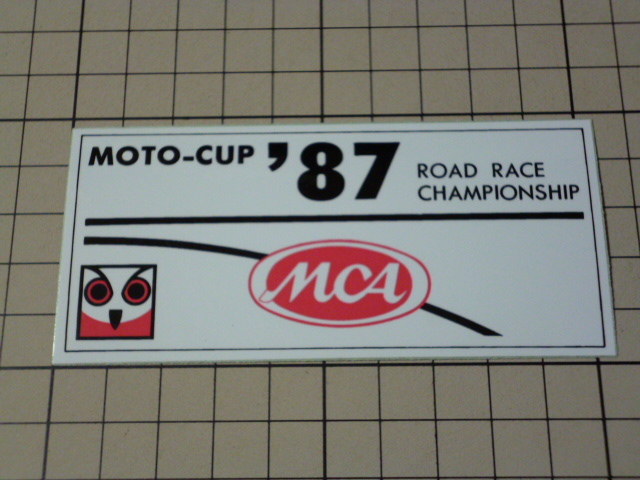 MOTO-CUP '87 ROAD RACE
CHAMPIONSHIP
MCA